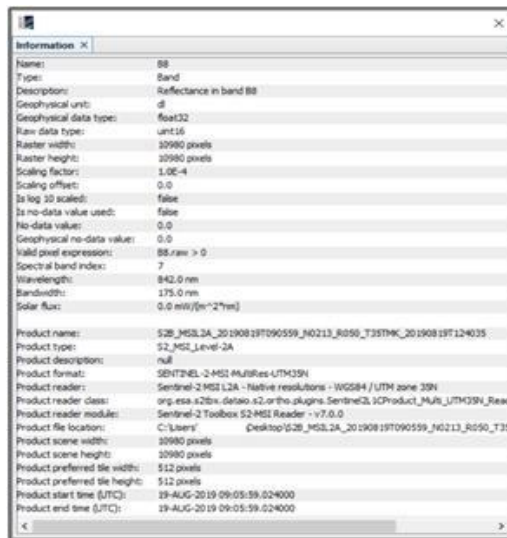 Information ×
Name: B8
Type: Band
Description: Reflectance in band B8
Geophysical unit: dl
Geophysical data type: float32
Raw data type: uint16
Raster width: 10980 pixels
Raster height: 10980 pixels
Scaling factor: 1.0E-4
Scaling offset: 0.0
Is log 10 scaled: false
Is no-data value used: false
No-data value: 0.0
Geophysical no-data value: 0.0
Valid pixel expression: B8.raw > 0
Spectral band index: 7
Wavelength: 842.0 nm
Bandwidth: 175.0 nm
Solar flux: 0.0 mW/(m^2*nm)
Product name: S2B_MSIL2A_20190819T090559_N0213_R050_T35TMK_20190819T124035
Product type: S2_MSI_Level-2A
Product description: null
Product format: SENTINEL-2-MSI-MultiRes-UTM35N
Product reader: Sentinel-2 MSI L2A - Native resolutions - WGS84 / UTM zone 35N
Product reader class: org.esa.s2tbx.dataio.s2.ortho.plugins.Sentinel2L1CProduct_Multi_UTM35N_Rea
Product reader module: Sentinel-2 Toolbox S2-MSI Reader - v7.0.0
Product file location: C:\Users\ Desktop\S2B_MSIL2A_20190819T090559_N0213_R050_T35
Product scene width: 10980 pixels
Product scene height: 10980 pixels
Product preferred tile width: 512 pixels
Product preferred tile height: 512 pixels
Product start time (UTC): 19-AUG-2019 09:05:59.024000
Product end time (UTC): 19-AUG-2019 09:05:59.024000